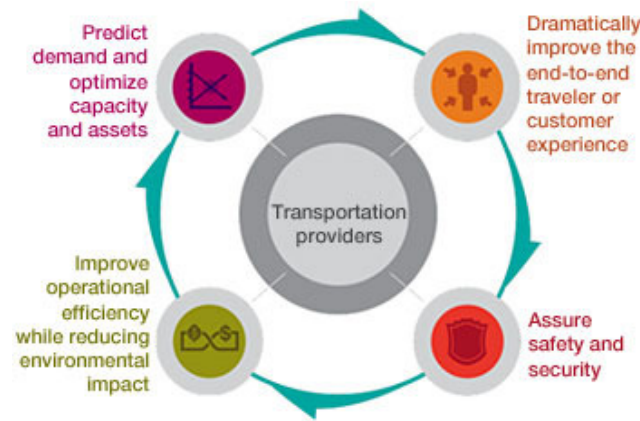 Predict
demand and
optimize
capacity
and assets
Dramatically
improve the
end-to-end
traveler or
customer
experience
Transportation
providers
Improve
operational
efficiency
while reducing
environmental
impact
Assure
safety and
security